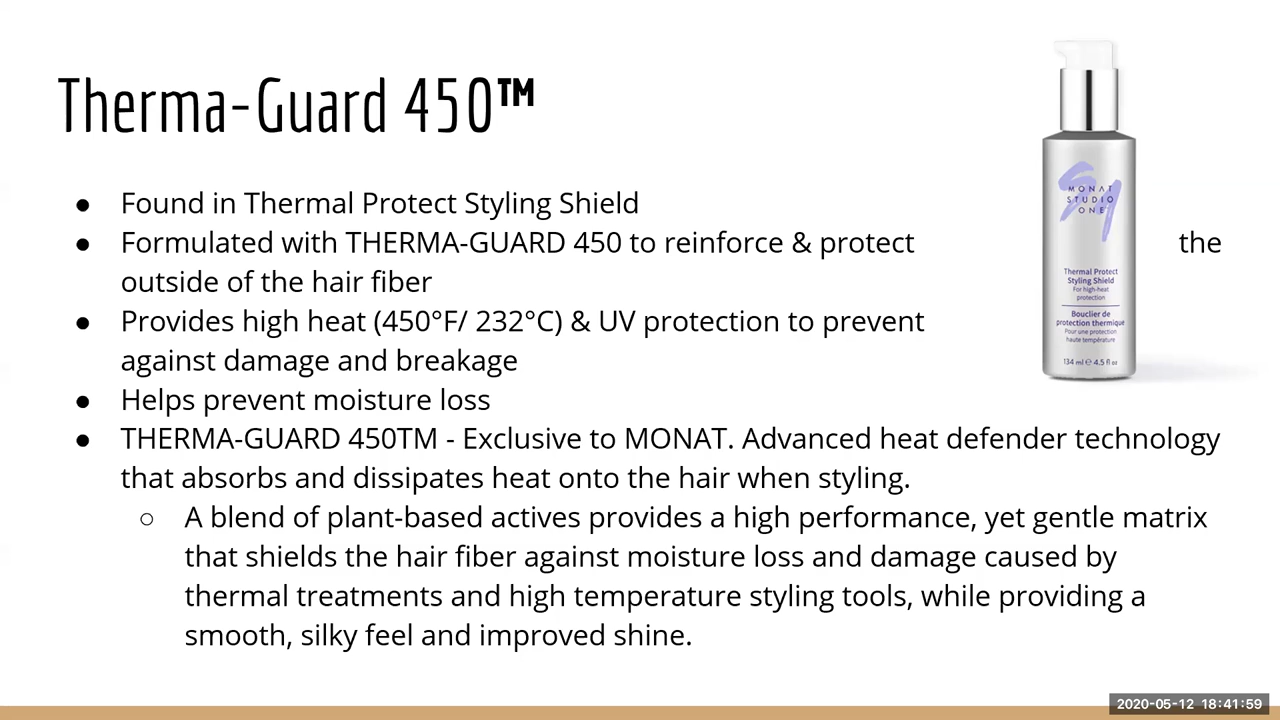 Therma-Guard 450™
● Found in Thermal Protect Styling Shield
● Formulated with THERMA-GUARD 450 to reinforce & protect the
outside of the hair fiber
● Provides high heat (450°F/ 232°C) & UV protection to prevent
against damage and breakage
● Helps prevent moisture loss
● THERMA-GUARD 450TM - Exclusive to MONAT. Advanced heat defender technology
that absorbs and dissipates heat onto the hair when styling.
○ A blend of plant-based actives provides a high performance, yet gentle matrix
that shields the hair fiber against moisture loss and damage caused by
thermal treatments and high temperature styling tools, while providing a
smooth, silky feel and improved shine.
S1
MONAT
STUDIO
ONE
Thermal Protect
Styling Shield
For high-heat
protection
Bouclier de
protection thermique
Pour une protection
haute température
134 ml ℮ 4.5 fl oz
2020-05-12 18:41:59